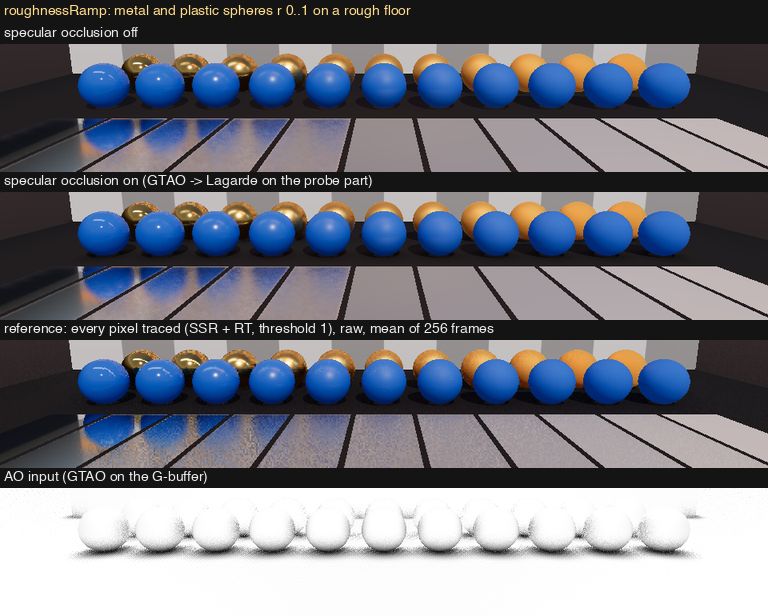 roughnessRamp: metal and plastic spheres r 0..1 on a rough floor
specular occlusion off
specular occlusion on (GTAO -> Lagarde on the probe part)
reference: every pixel traced (SSR + RT, threshold 1), raw, mean of 256 frames
AO input (GTAO on the G-buffer)